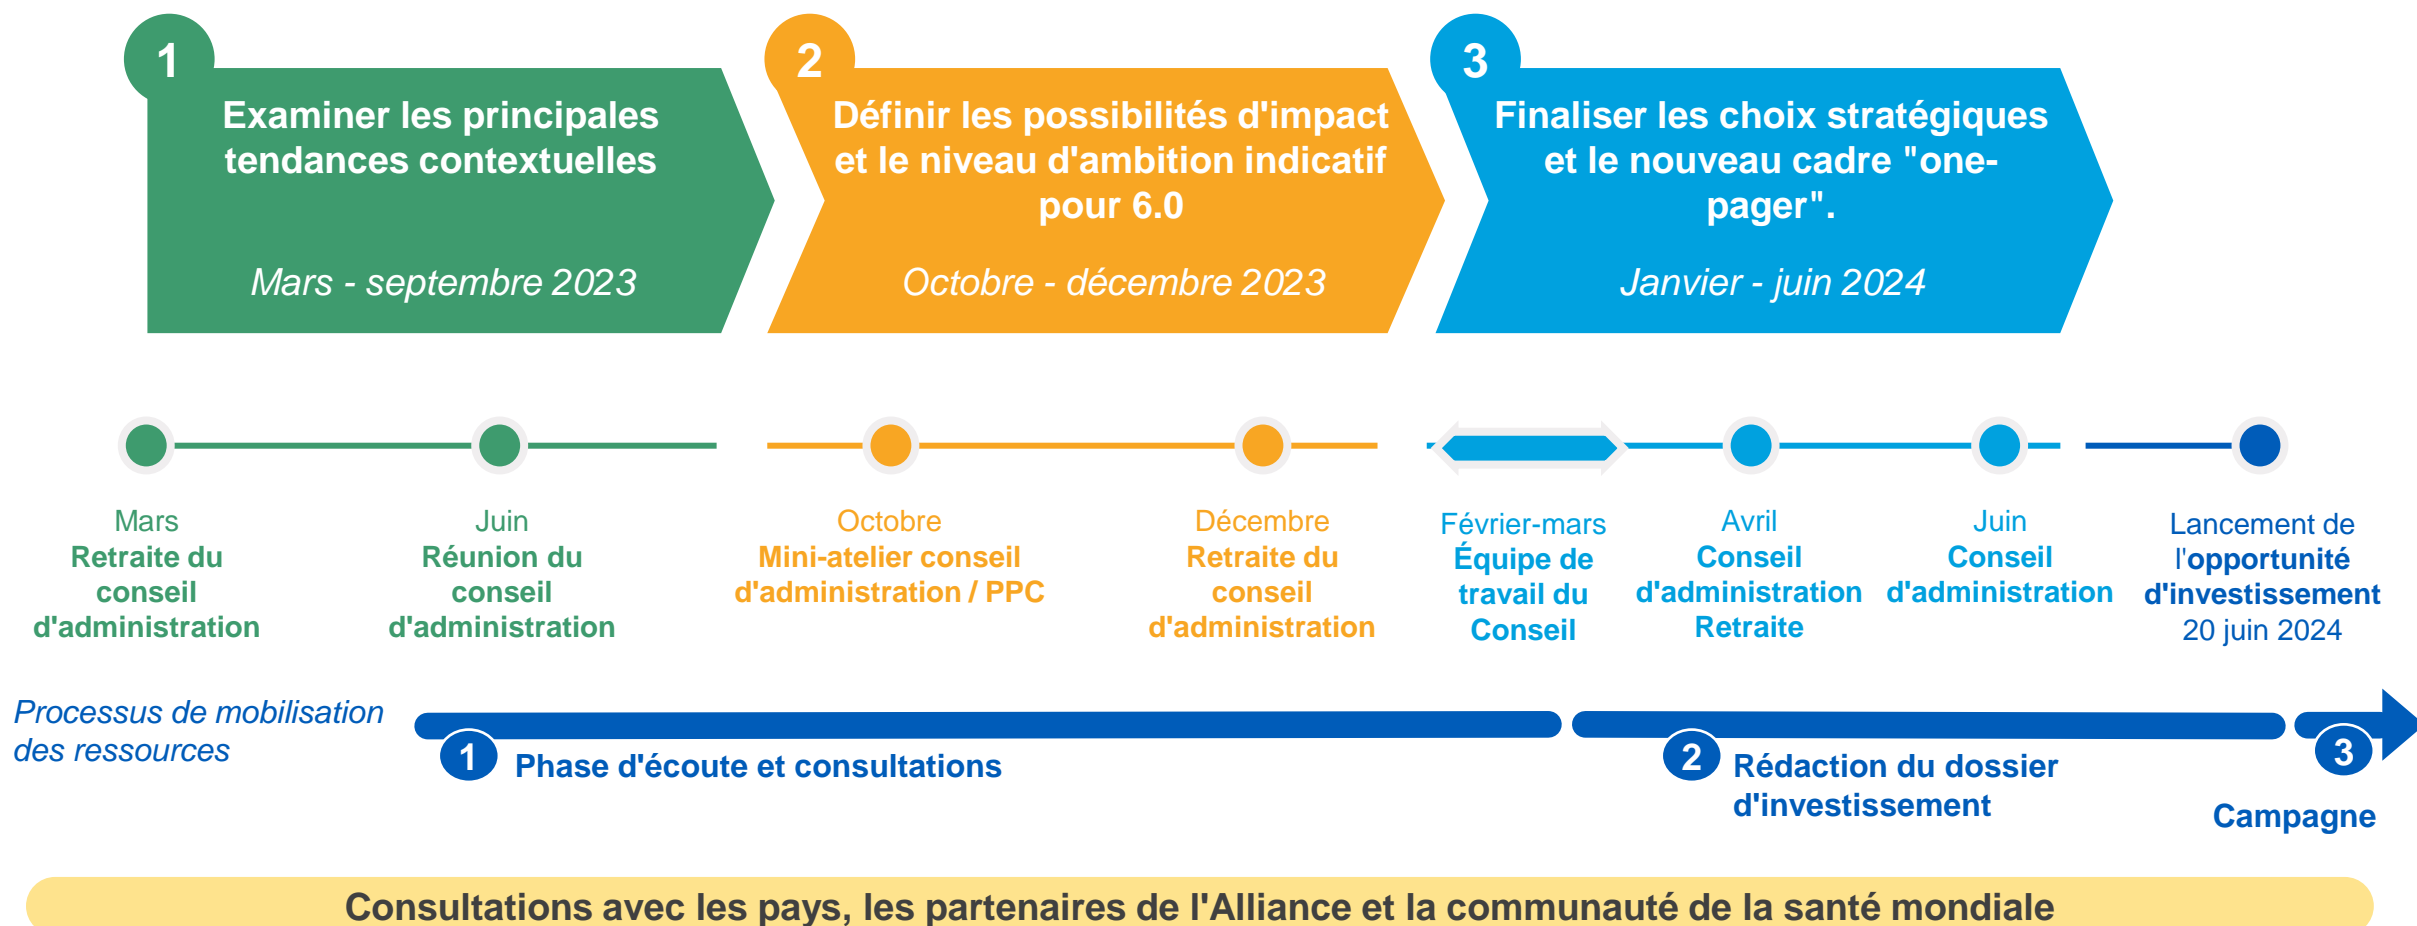 1
Examiner les principales
tendances contextuelles
Mars - septembre 2023
2
Définir les possibilités d'impact
et le niveau d'ambition indicatif
pour 6.0
Octobre - décembre 2023
3
Finaliser les choix stratégiques
et le nouveau cadre "one-
pager".
Janvier - juin 2024
Mars
Retraite du
conseil
d'administration
Juin
Réunion du
conseil
d'administration
Octobre
Mini-atelier conseil
d'administration / PPC
Décembre
Retraite du
conseil
d'administration
Février-mars
Équipe de
travail du
Conseil
Avril
Conseil
d'administration
Retraite
Juin
Conseil
d'administration
Lancement de
l'opportunité
d'investissement
20 juin 2024
Processus de mobilisation
des ressources
1
Phase d'écoute et consultations
2
Rédaction du dossier
d'investissement
3
Campagne
Consultations avec les pays, les partenaires de l'Alliance et la communauté de la santé mondiale